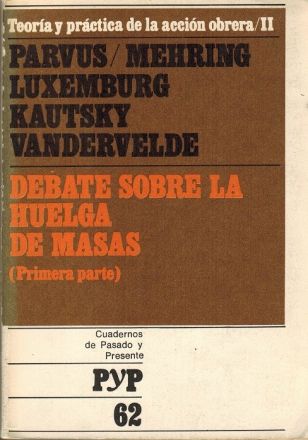 Teoría y práctica de la acción obrera/II
PARVUS/MEHRING
LUXEMBURG
KAUTSKY
VANDERVELDE
DEBATE SOBRE LA
HUELGA
DE MASAS
(Primera parte)
Cuadernos
de Pasado y
Presente
PYP
62